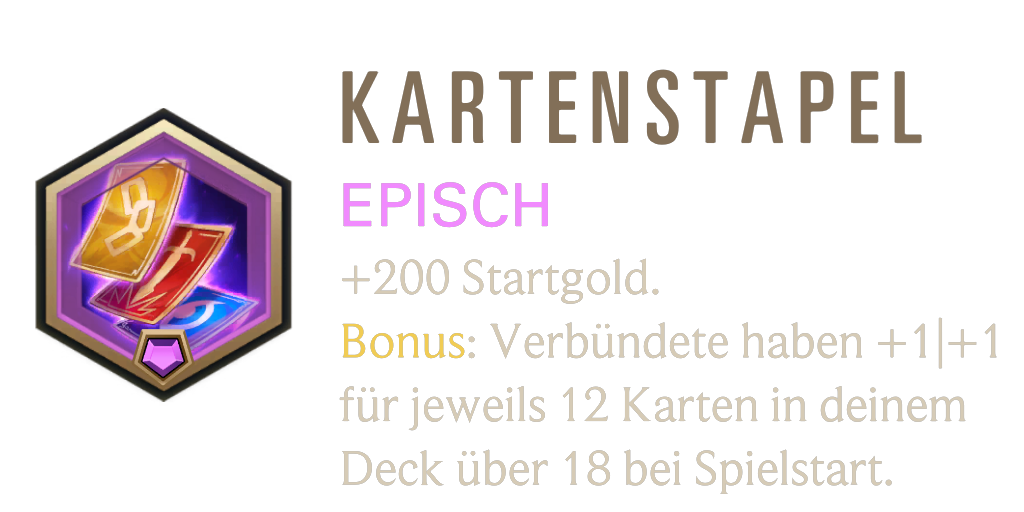 KARTENSTAPEL
EPISCH
+200 Startgold.
Bonus: Verbündete haben +1|+1
für jeweils 12 Karten in deinem
Deck über 18 bei Spielstart.